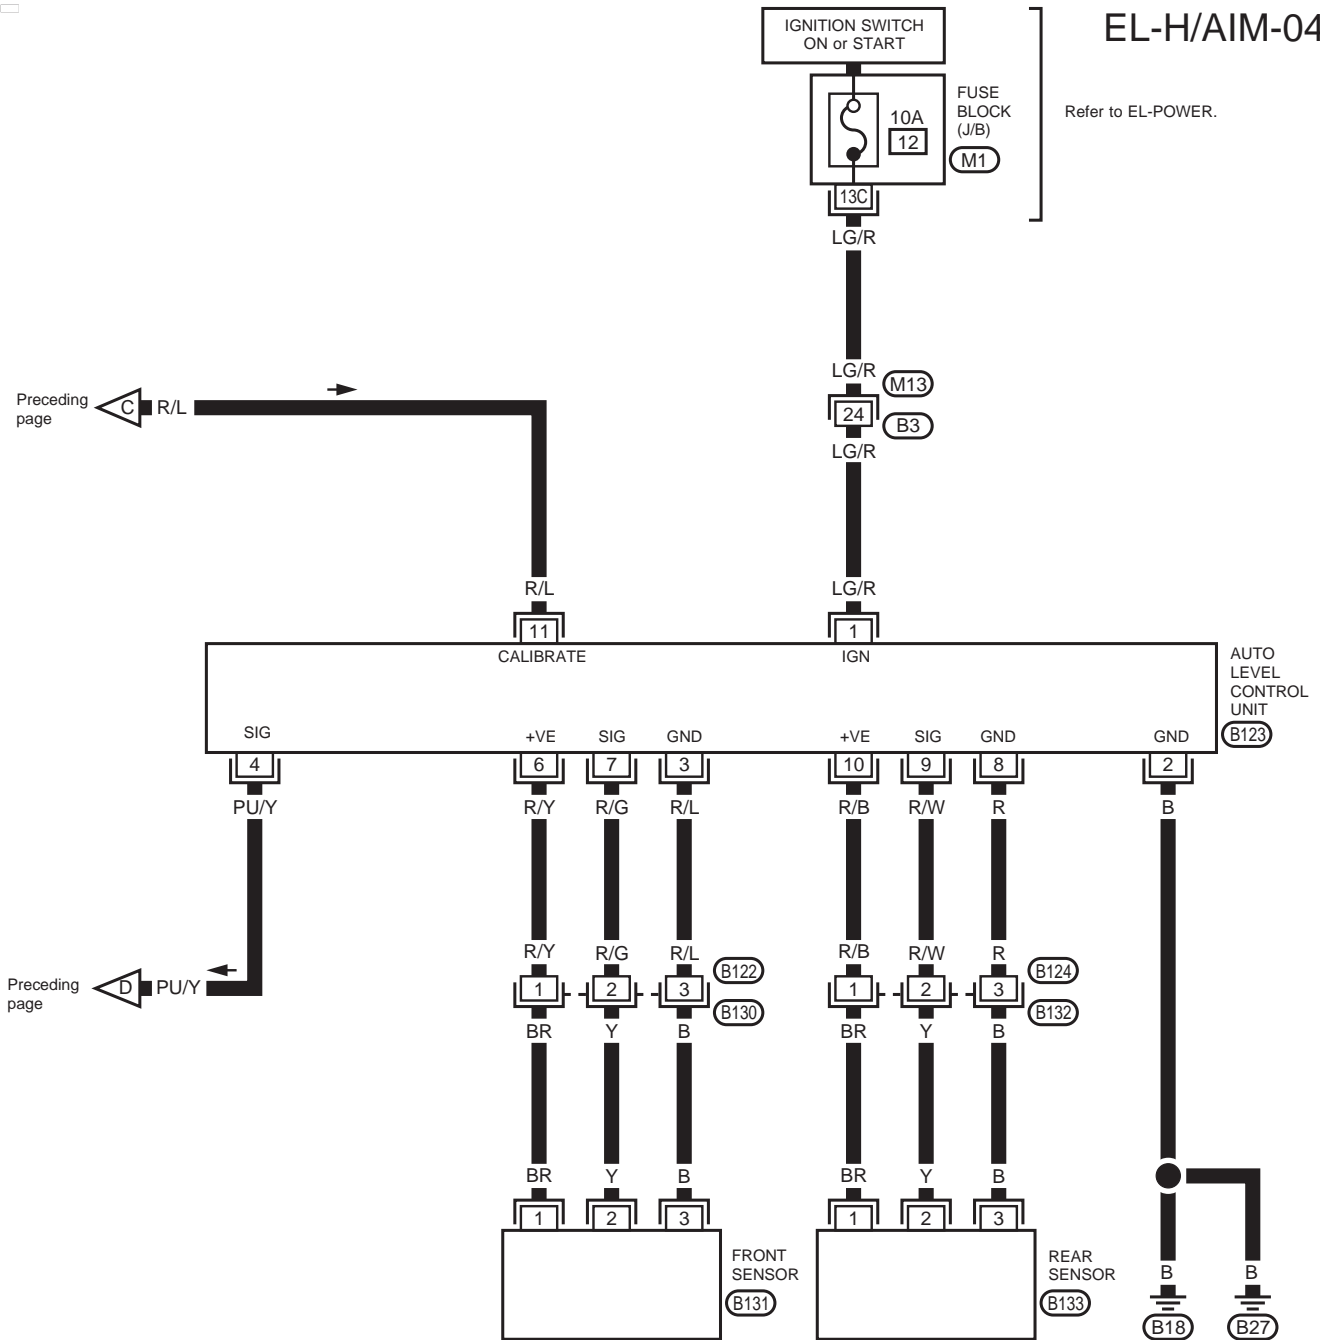 IGNITION SWITCH
ON or START
EL-H/AIM-04
FUSE
BLOCK
(J/B)
M1
10A
12
Refer to EL-POWER.
13C
LG/R
LG/R
M13
24
B3
LG/R
Preceding
page
C
R/L
R/L
LG/R
11
1
CALIBRATE
IGN
AUTO
LEVEL
CONTROL
UNIT
B123
SIG
+VE
SIG
GND
+VE
SIG
GND
GND
4
6
7
3
10
9
8
2
PU/Y
R/Y
R/G
R/L
R/B
R/W
R
B
R/Y
R/G
R/L
B122
R/B
R/W
R
B124
Preceding
page
D
PU/Y
1
2
3
B130
1
2
3
B132
BR
Y
B
BR
Y
B
BR
Y
B
BR
Y
B
1
2
3
1
2
3
FRONT
SENSOR
B131
REAR
SENSOR
B133
B
B
B18
B27